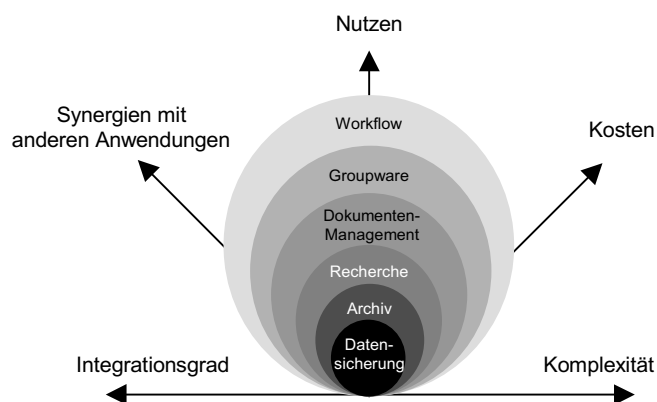 Nutzen
Synergien mit
anderen Anwendungen
Kosten
Workflow
Groupware
Dokumenten-
Management
Recherche
Archiv
Daten-
sicherung
Integrationsgrad
Komplexität